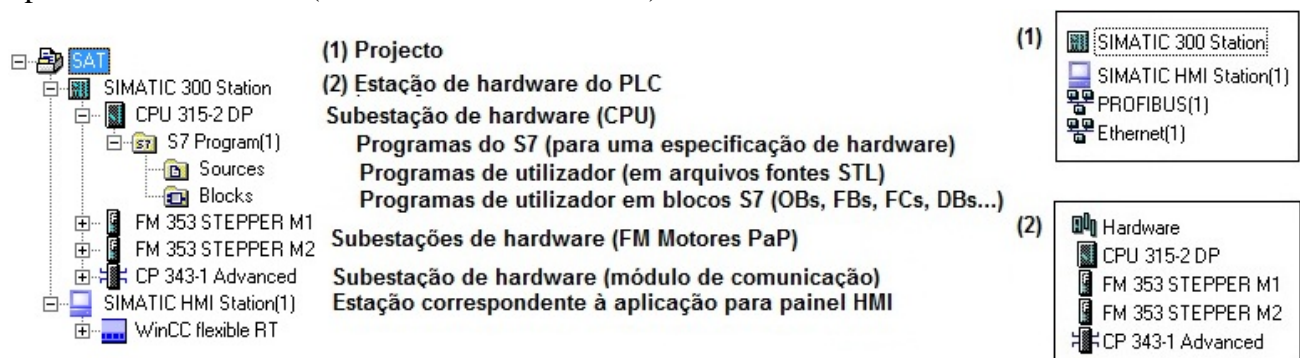 SAT (1) Projecto
SIMATIC 300 Station (2) Estação de hardware do PLC
CPU 315-2 DP Subestação de hardware (CPU)
S7 Program(1) Programas do S7 (para uma especificação de hardware)
Sources Programas de utilizador (em arquivos fontes STL)
Blocks Programas de utilizador em blocos S7 (OBs, FBs, FCs, DBs...)
FM 353 STEPPER M1
FM 353 STEPPER M2 Subestações de hardware (FM Motores PaP)
CP 343-1 Advanced Subestação de hardware (módulo de comunicação)
SIMATIC HMI Station(1) Estação correspondente à aplicação para painel HMI
WinCC flexible RT
(1) SIMATIC 300 Station
SIMATIC HMI Station(1)
PROFIBUS(1)
Ethernet(1)
(2) Hardware
CPU 315-2 DP
FM 353 STEPPER M1
FM 353 STEPPER M2
CP 343-1 Advanced